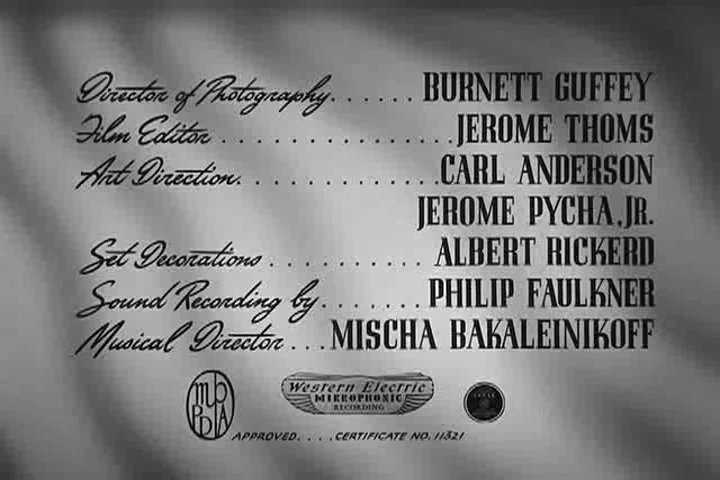 Director of Photography. . . . . . BURNETT GUFFEY
Film Editor . . . . . . . . . . . . . . . . JEROME THOMS
Art Direction. . . . . . . . . . . . . . CARL ANDERSON
JEROME PYCHA, JR.
Set Decorations . . . . . . . . . . ALBERT RICKERD
Sound Recording by. . . . . . . PHILIP FAULKNER
Musical Director . . . MISCHA BAKALEINIKOFF
Western Electric
MIRROPHONIC
RECORDING
MPPDA
APPROVED. . . . CERTIFICATE NO. 11321